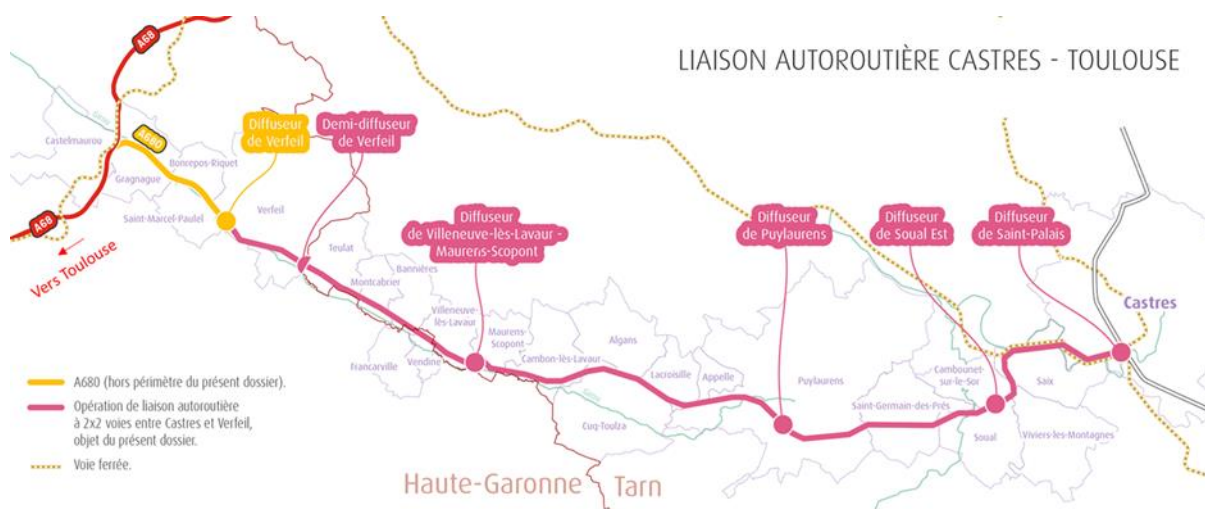 LIAISON AUTOROUTIÈRE CASTRES - TOULOUSE
A68
A68
A680
Vers Toulouse
Diffuseur
de Verfeil
Demi-diffuseur
de Verfeil
Diffuseur
de Villeneuve-lès-Lavaur -
Maurens-Scopont
Diffuseur
de Puylaurens
Diffuseur
de Soual Est
Diffuseur
de Saint-Palais
Castelmaurou
Gragnague
Bonrepos-Riquet
Saint-Marcel-Paulel
Verfeil
Teulat
Montcabrier
Bannières
Villeneuve-
lès-Lavaur
Francarville
Vendine
Maurens-
Scopont
Cambon-lès-Lavaur
Algans
Lacroisille
Appelle
Cuq-Toulza
Puylaurens
Saint-Germain-des-Prés
Cambounet-
sur-le-Sor
Soual
Saix
Viviers-les-Montagnes
Castres
A680 (hors périmètre du présent dossier).
Opération de liaison autoroutière
à 2x2 voies entre Castres et Verfeil,
objet du présent dossier.
Voie ferrée.
Haute-Garonne
Tarn